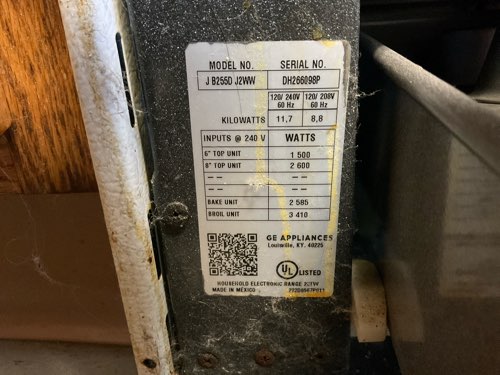 MODEL NO. SERIAL NO.
J B255D J2WW DH266098P
120/ 240V 120/ 208V
60 Hz 60 Hz
KILOWATTS 11,7 8,8
INPUTS @ 240 V WATTS
6" TOP UNIT 1 500
8" TOP UNIT 2 600
-- --
-- --
BAKE UNIT 2 585
BROIL UNIT 3 410
GE APPLIANCES
Louisville, KY. 40225
UL LISTED
HOUSEHOLD ELECTRONIC RANGE
MADE IN MEXICO